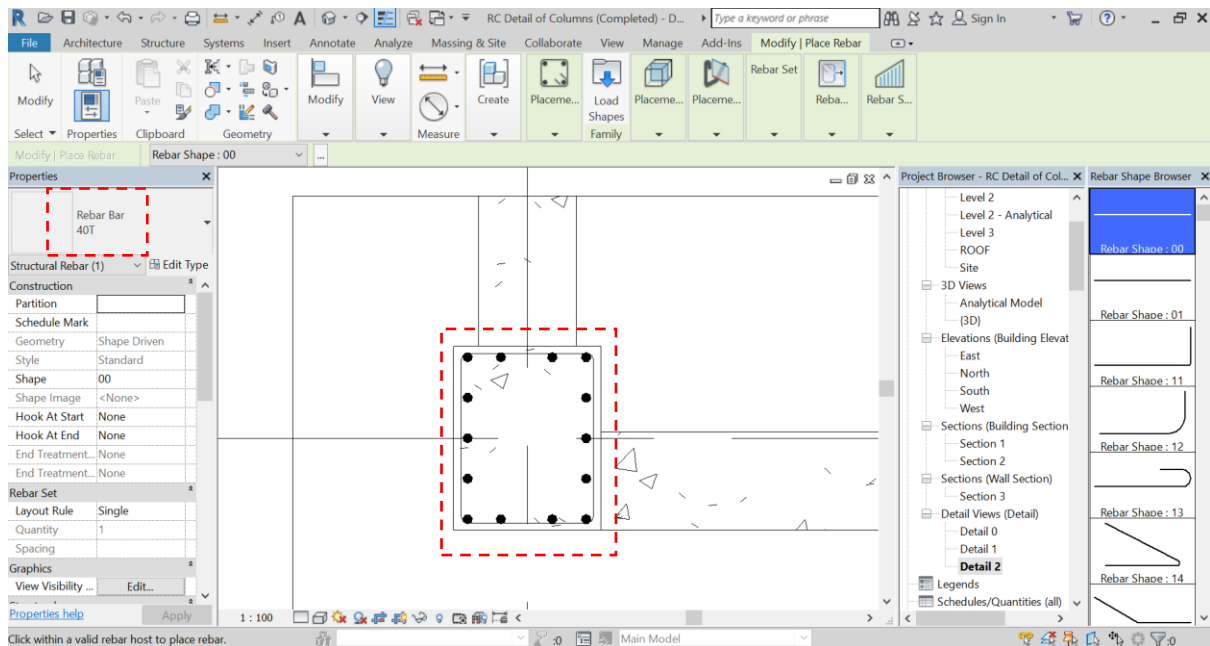 R RC Detail of Columns (Completed) - D... Type a keyword or phrase Sign In
File Architecture Structure Systems Insert Annotate Analyze Massing & Site Collaborate View Manage Add-Ins Modify | Place Rebar
Rebar Set
Modify Paste Modify View Create Placeme... Load Placeme... Placeme... Reba... Rebar S...
Shapes
Select Properties Clipboard Geometry Measure Family
Modify | Place Rebar Rebar Shape : 00 ...
Properties
Rebar Bar
40T
Structural Rebar (1) Edit Type
Construction
Partition
Schedule Mark
Geometry Shape Driven
Style Standard
Shape 00
Shape Image <None>
Hook At Start None
Hook At End None
End Treatment... None
End Treatment... None
Rebar Set
Layout Rule Single
Quantity 1
Spacing
Graphics
View Visibility ... Edit...
Properties help Apply
1 : 100
Project Browser - RC Detail of Col...
Level 2
Level 2 - Analytical
Level 3
ROOF
Site
3D Views
Analytical Model
{3D}
Elevations (Building Elevat
East
North
South
West
Sections (Building Section
Section 1
Section 2
Sections (Wall Section)
Section 3
Detail Views (Detail)
Detail 0
Detail 1
Detail 2
Legends
Schedules/Quantities (all)
Rebar Shape Browser
Rebar Shape : 00
Rebar Shape : 01
Rebar Shape : 11
Rebar Shape : 12
Rebar Shape : 13
Rebar Shape : 14
Click within a valid rebar host to place rebar. :0 Main Model :0